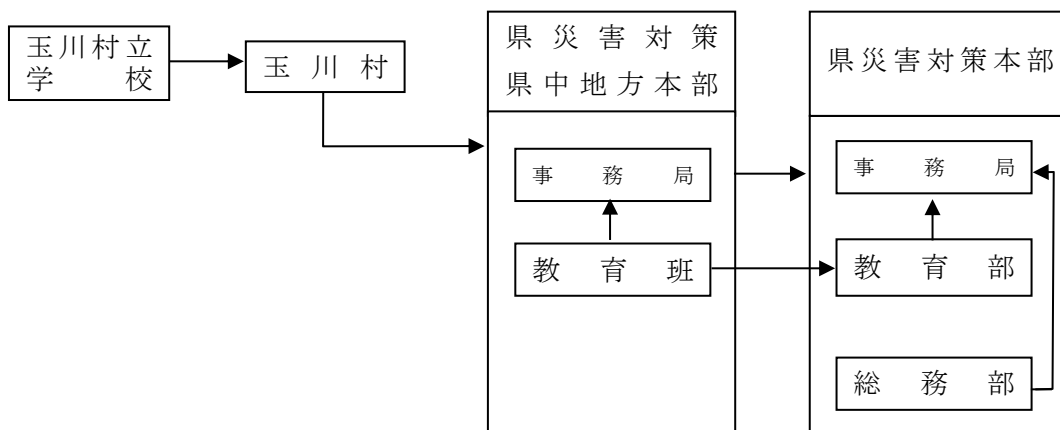 玉川村立
学校
玉川村
県災害対策
県中地方本部
事務局
教育班
県災害対策本部
事務局
教育部
総務部